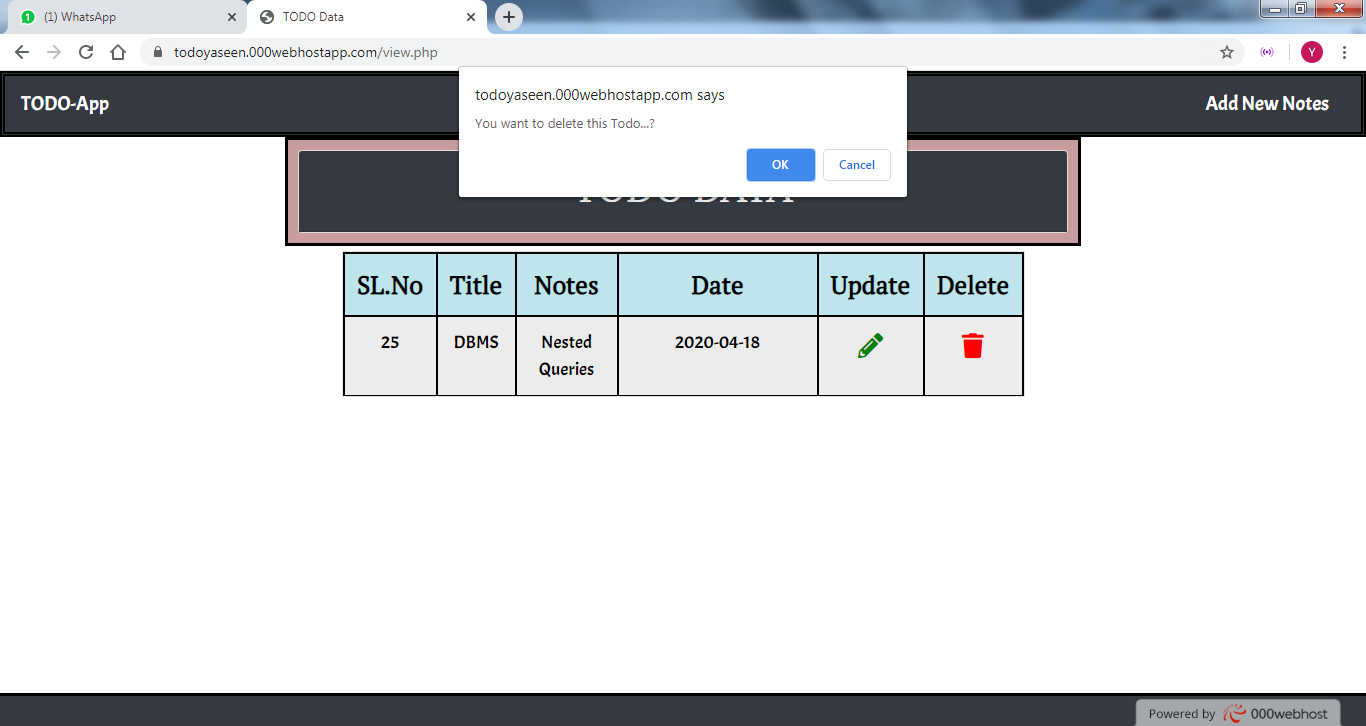 (1) WhatsApp
TODO Data
todoyaseen.000webhostapp.com/view.php
Y
TODO-App
Add New Notes
todoyaseen.000webhostapp.com says
You want to delete this Todo...?
OK
Cancel
TODO DATA
SL.No Title Notes Date Update Delete
25 DBMS Nested 2020-04-18
Queries
Powered by 000webhost